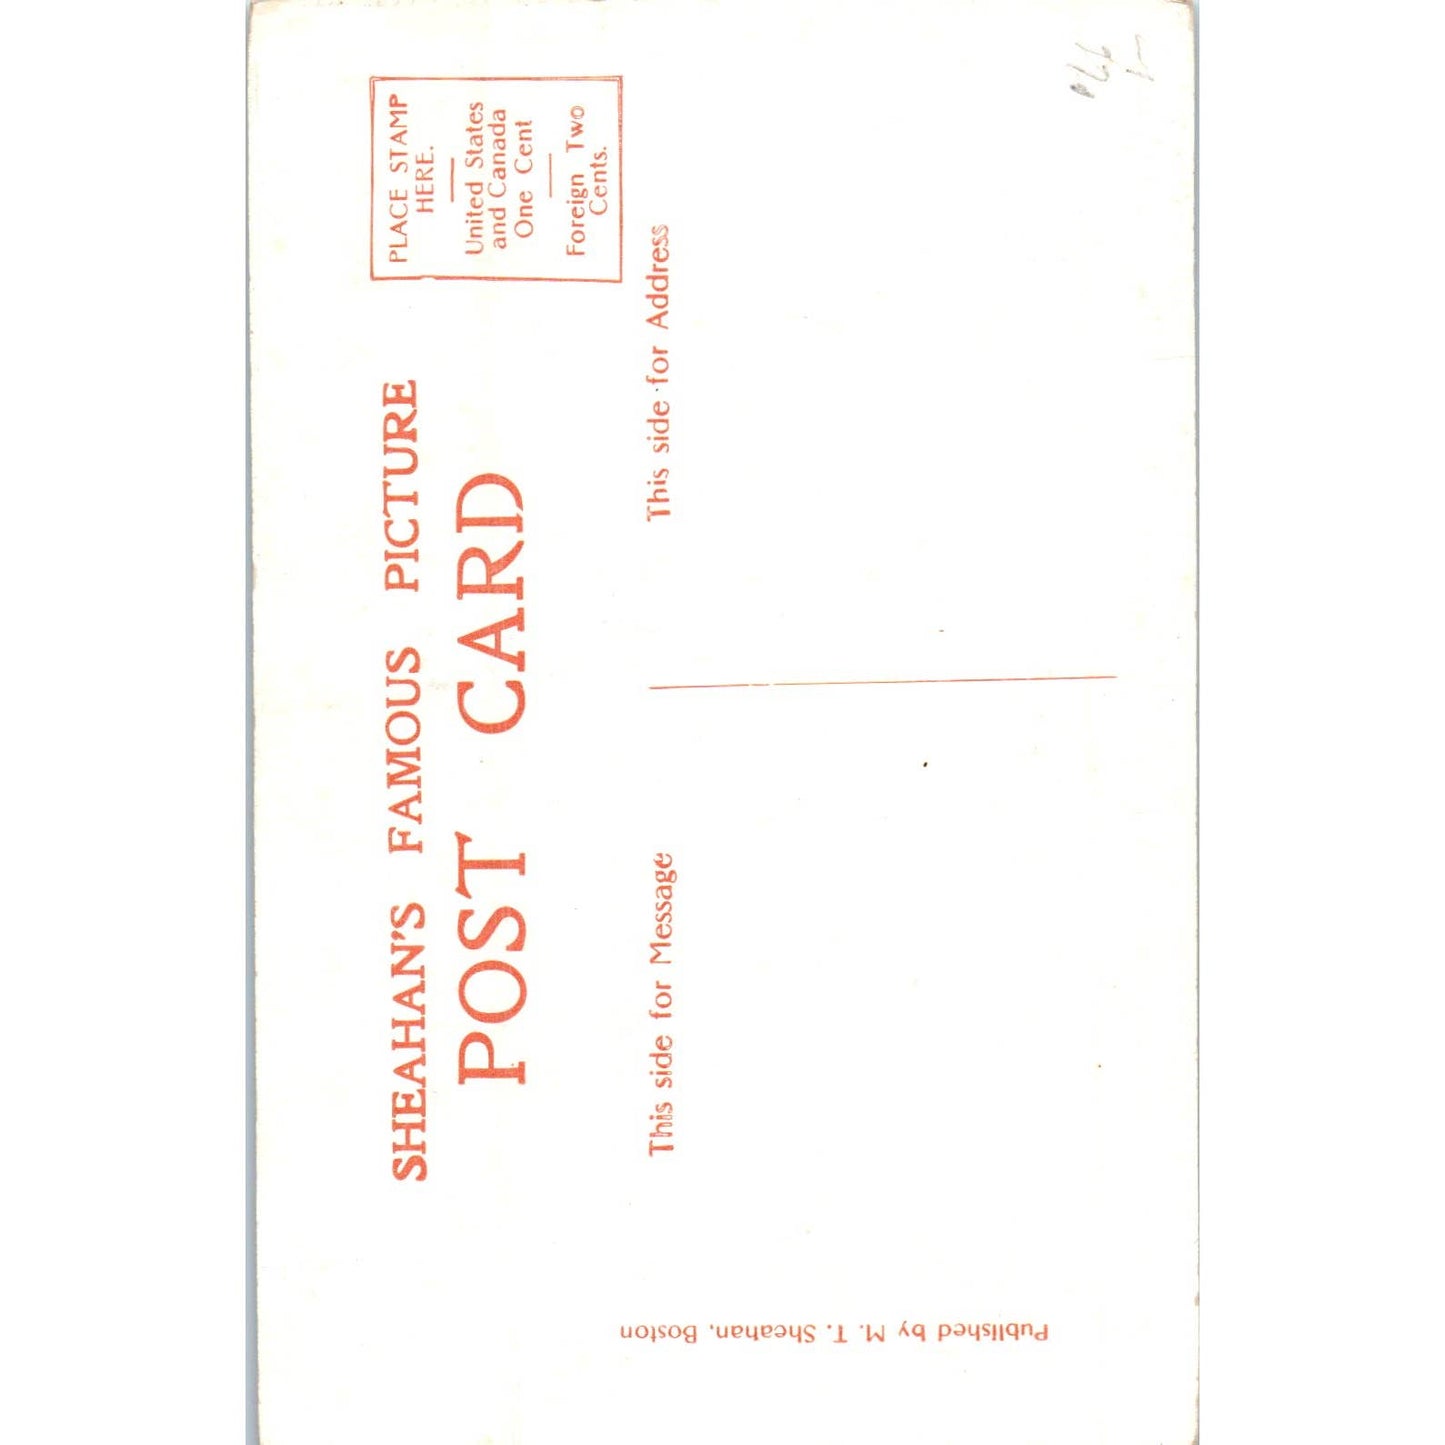 SHEAHAN'S FAMOUS PICTURE
POST CARD
PLACE STAMP
HERE.
United States
and Canada
One Cent
Foreign Two
Cents.
This side for Message
This side for Address
Published by M. T. Sheahan, Boston